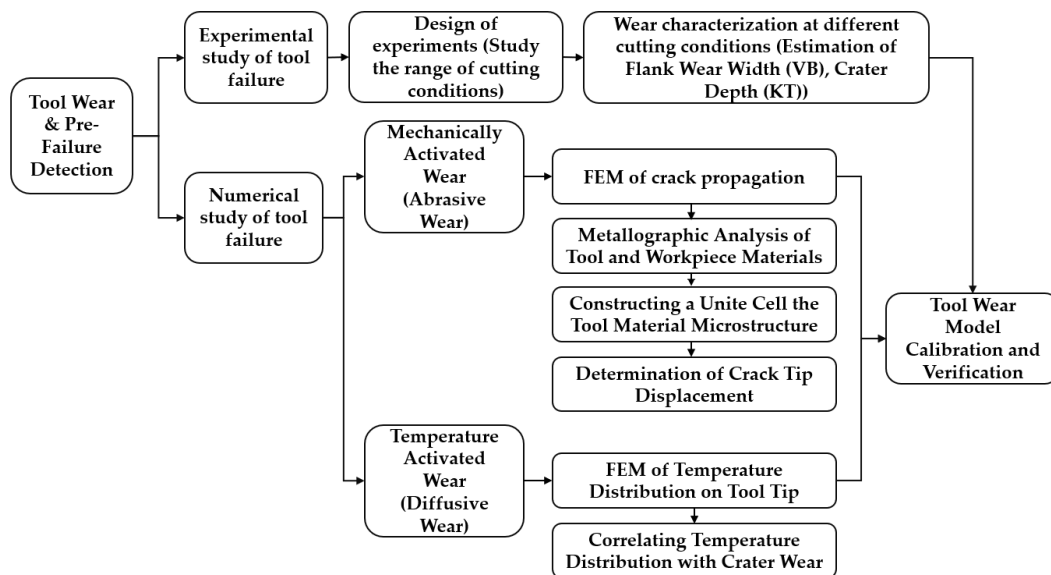 Tool Wear
& Pre-
Failure
Detection
Experimental
study of tool
failure
Design of
experiments (Study
the range of cutting
conditions)
Wear characterization at different
cutting conditions (Estimation of
Flank Wear Width (VB), Crater
Depth (KT))
Numerical
study of tool
failure
Mechanically
Activated
Wear
(Abrasive
Wear)
FEM of crack propagation
Metallographic Analysis of
Tool and Workpiece Materials
Constructing a Unite Cell the
Tool Material Microstructure
Determination of Crack Tip
Displacement
Temperature
Activated
Wear
(Diffusive
Wear)
FEM of Temperature
Distribution on Tool Tip
Correlating Temperature
Distribution with Crater Wear
Tool Wear
Model
Calibration and
Verification